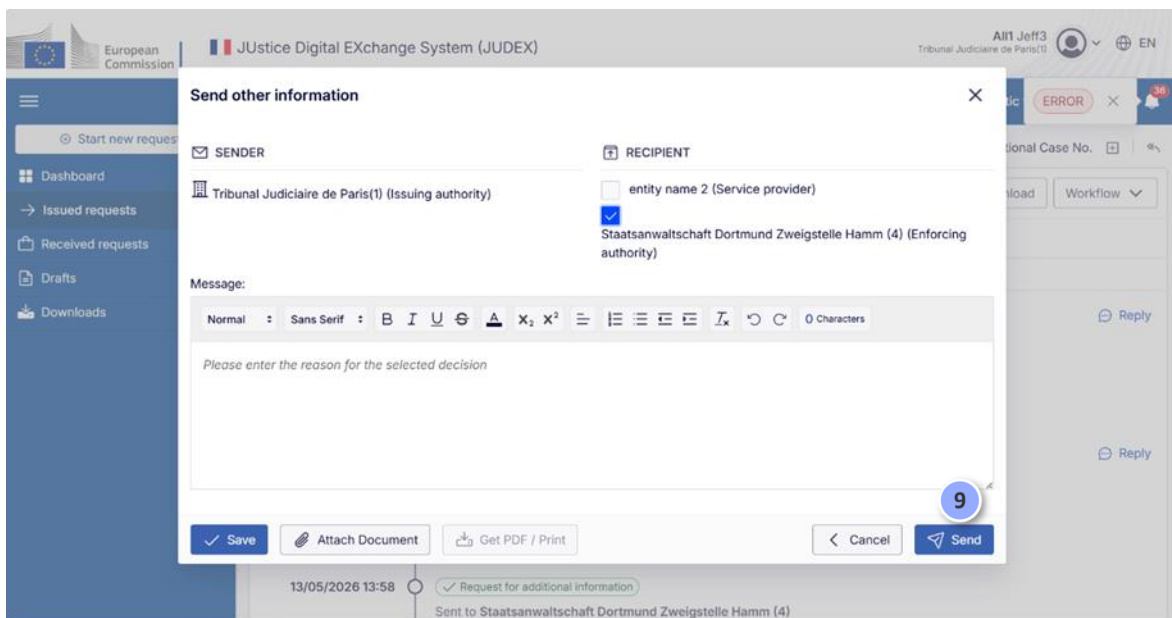 European
Commission
JUstice Digital EXchange System (JUDEX)
All1 Jeff3
Tribunal Judiciaire de Paris(1)
EN
Start new reques
Dashboard
Issued requests
Received requests
Drafts
Downloads
tic
ERROR
36
tional Case No.
nload
Workflow
Reply
Reply
Send other information
SENDER
RECIPIENT
Tribunal Judiciaire de Paris(1) (Issuing authority)
entity name 2 (Service provider)
Staatsanwaltschaft Dortmund Zweigstelle Hamm (4) (Enforcing
authority)
Message:
Normal
Sans Serif
B I U S A X₂ X²
0 Characters
Please enter the reason for the selected decision
9
Save
Attach Document
Get PDF / Print
Cancel
Send
13/05/2026 13:58
Request for additional information
Sent to Staatsanwaltschaft Dortmund Zweigstelle Hamm (4)